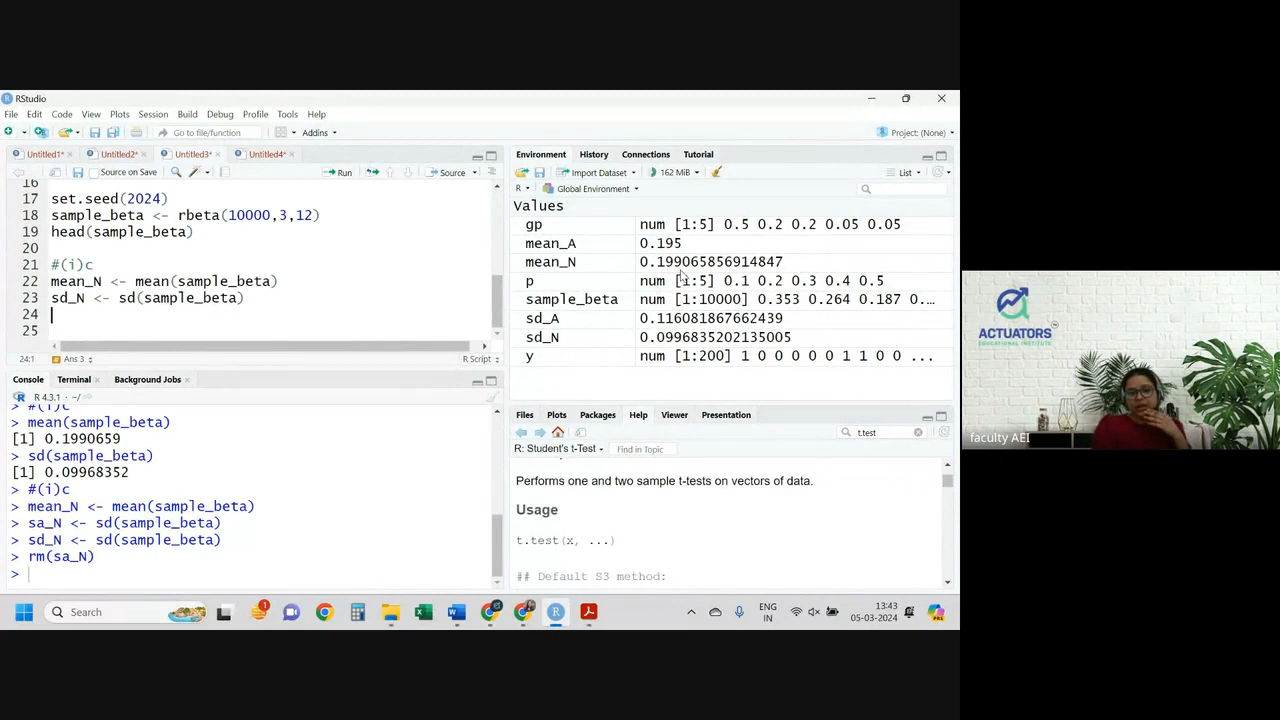 RStudio
File Edit Code View Plots Session Build Debug Profile Tools Help
Go to file/function Addins Project: (None)
Untitled1* Untitled2* Untitled3* Untitled4*
Source on Save Run Source
16
17 set.seed(2024)
18 sample_beta <- rbeta(10000,3,12)
19 head(sample_beta)
20
21 #(i)c
22 mean_N <- mean(sample_beta)
23 sd_N <- sd(sample_beta)
24
25
24:1 Ans 3 R Script
Console Terminal Background Jobs
R 4.3.1 · ~/
> #(i)c
> mean(sample_beta)
[1] 0.1990659
> sd(sample_beta)
[1] 0.09968352
> #(i)c
> mean_N <- mean(sample_beta)
> sa_N <- sd(sample_beta)
> sd_N <- sd(sample_beta)
> rm(sa_N)
>
Environment History Connections Tutorial
Import Dataset 162 MiB List
R Global Environment
Values
gp num [1:5] 0.5 0.2 0.2 0.05 0.05
mean_A 0.195
mean_N 0.199065856914847
p num [1:5] 0.1 0.2 0.3 0.4 0.5
sample_beta num [1:10000] 0.353 0.264 0.187 0.…
sd_A 0.116081867662439
sd_N 0.0996835202135005
y num [1:200] 1 0 0 0 0 0 1 1 0 0 ...
Files Plots Packages Help Viewer Presentation
t.test
R: Student's t-Test Find in Topic
Performs one and two sample t-tests on vectors of data.
Usage
t.test(x, ...)
## Default S3 method:
Search
ENG
IN
13:43
05-03-2024
ACTUATORS
EDUCATIONAL INSTITUTE
faculty AEI